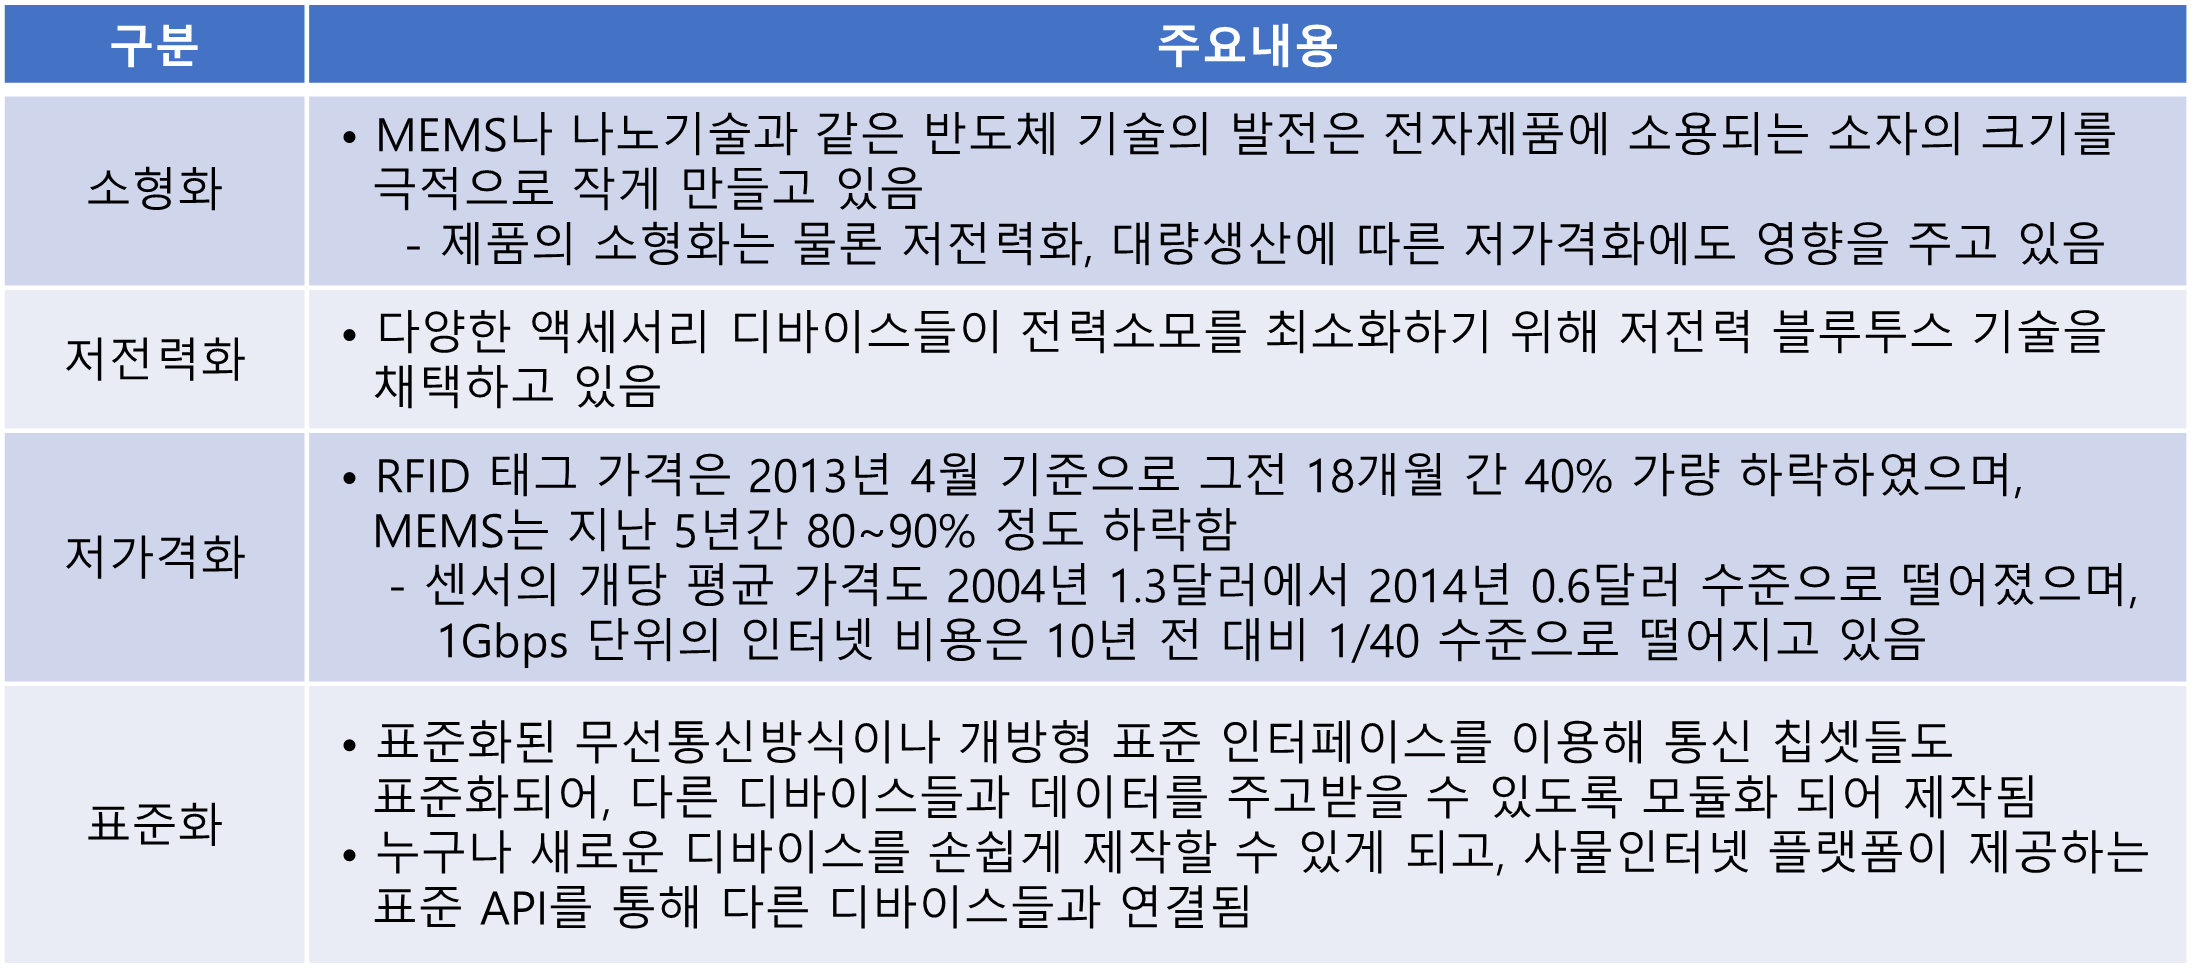 구분
주요내용
소형화
• MEMS나 나노기술과 같은 반도체 기술의 발전은 전자제품에 소용되는 소자의 크기를
극적으로 작게 만들고 있음
- 제품의 소형화는 물론 저전력화, 대량생산에 따른 저가격화에도 영향을 주고 있음
저전력화
• 다양한 액세서리 디바이스들이 전력소모를 최소화하기 위해 저전력 블루투스 기술을
채택하고 있음
저가격화
• RFID 태그 가격은 2013년 4월 기준으로 그전 18개월 간 40% 가량 하락하였으며,
MEMS는 지난 5년간 80~90% 정도 하락함
- 센서의 개당 평균 가격도 2004년 1.3달러에서 2014년 0.6달러 수준으로 떨어졌으며,
1Gbps 단위의 인터넷 비용은 10년 전 대비 1/40 수준으로 떨어지고 있음
표준화
• 표준화된 무선통신방식이나 개방형 표준 인터페이스를 이용해 통신 칩셋들도
표준화되어, 다른 디바이스들과 데이터를 주고받을 수 있도록 모듈화 되어 제작됨
• 누구나 새로운 디바이스를 손쉽게 제작할 수 있게 되고, 사물인터넷 플랫폼이 제공하는
표준 API를 통해 다른 디바이스들과 연결됨